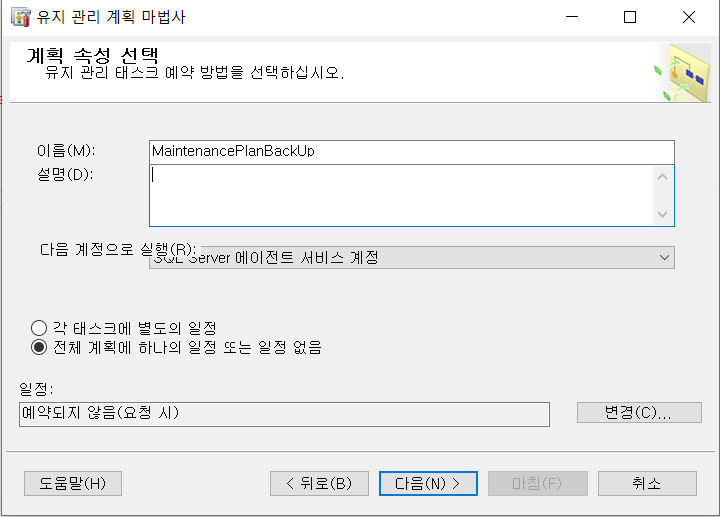 유지 관리 계획 마법사
계획 속성 선택
유지 관리 태스크 예약 방법을 선택하십시오.
이름(M):
MaintenancePlanBackUp
설명(D):
다음 계정으로 실행(R):
SQL Server 에이전트 서비스 계정
각 태스크에 별도의 일정
전체 계획에 하나의 일정 또는 일정 없음
일정:
예약되지 않음(요청 시)
변경(C)...
도움말(H)
< 뒤로(B)
다음(N) >
마침(F)
취소